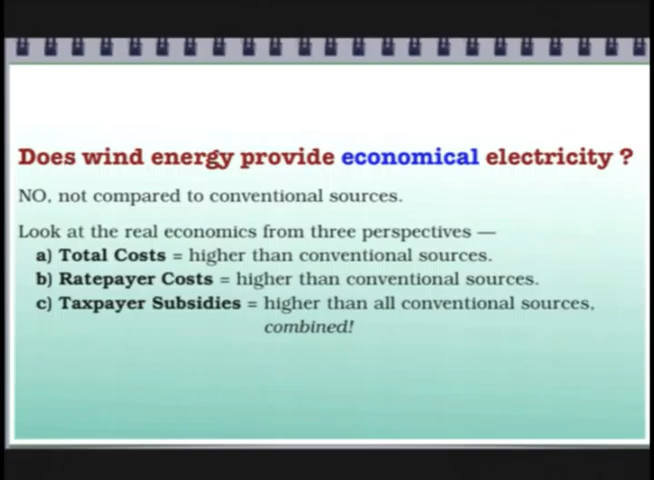 Does wind energy provide economical electricity ?
NO, not compared to conventional sources.
Look at the real economics from three perspectives —
a) Total Costs = higher than conventional sources.
b) Ratepayer Costs = higher than conventional sources.
c) Taxpayer Subsidies = higher than all conventional sources,
combined!